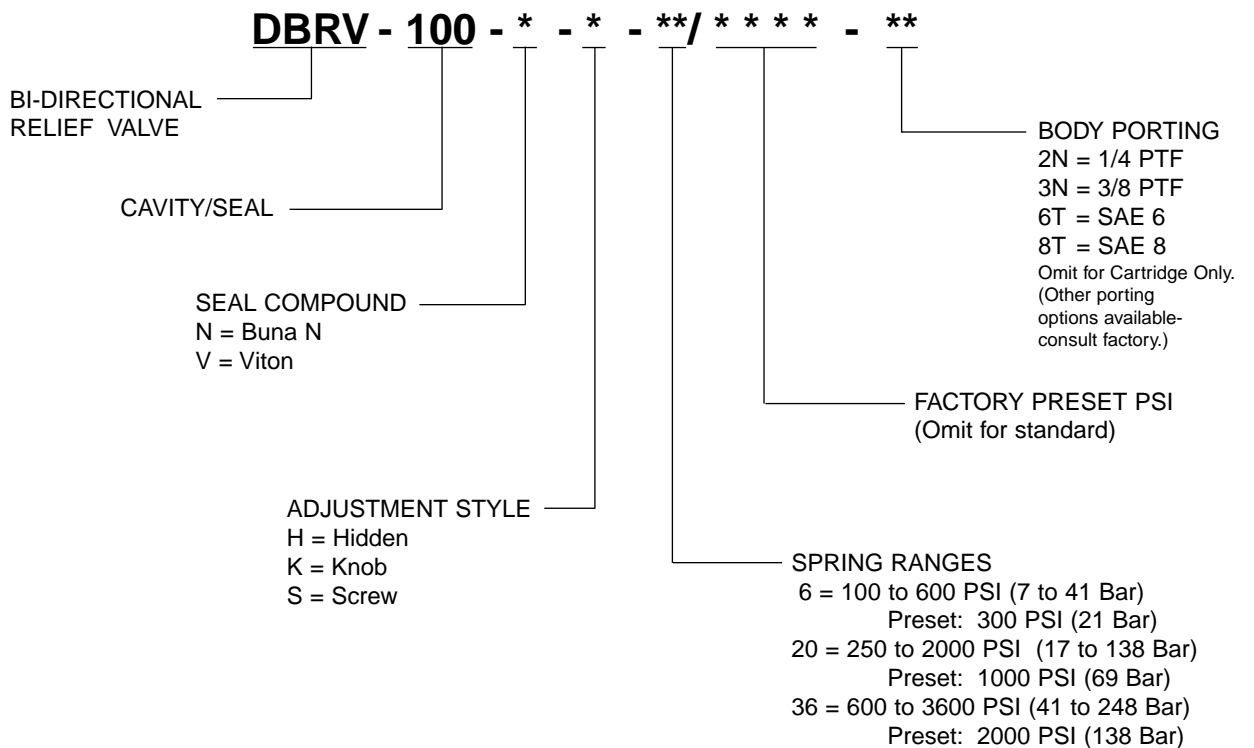 DBRV - 100 - * - * - **/ * * * * - **
BI-DIRECTIONAL
RELIEF VALVE
CAVITY/SEAL
SEAL COMPOUND
N = Buna N
V = Viton
ADJUSTMENT STYLE
H = Hidden
K = Knob
S = Screw
BODY PORTING
2N = 1/4 PTF
3N = 3/8 PTF
6T = SAE 6
8T = SAE 8
Omit for Cartridge Only.
(Other porting
options available-
consult factory.)
FACTORY PRESET PSI
(Omit for standard)
SPRING RANGES
6 = 100 to 600 PSI (7 to 41 Bar)
Preset: 300 PSI (21 Bar)
20 = 250 to 2000 PSI (17 to 138 Bar)
Preset: 1000 PSI (69 Bar)
36 = 600 to 3600 PSI (41 to 248 Bar)
Preset: 2000 PSI (138 Bar)